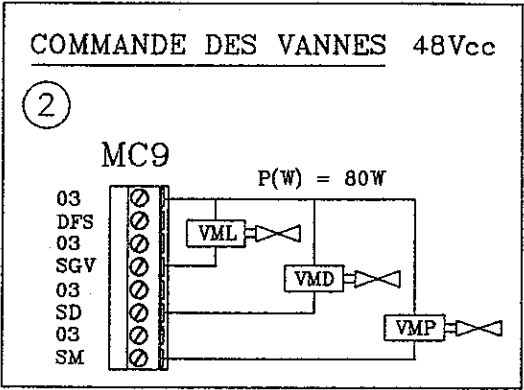 COMMANDE DES VANNES 48Vcc
2
MC9
P(W) = 80W
03
DFS
03
SGV
03
SD
03
SM
VML
VMD
VMP